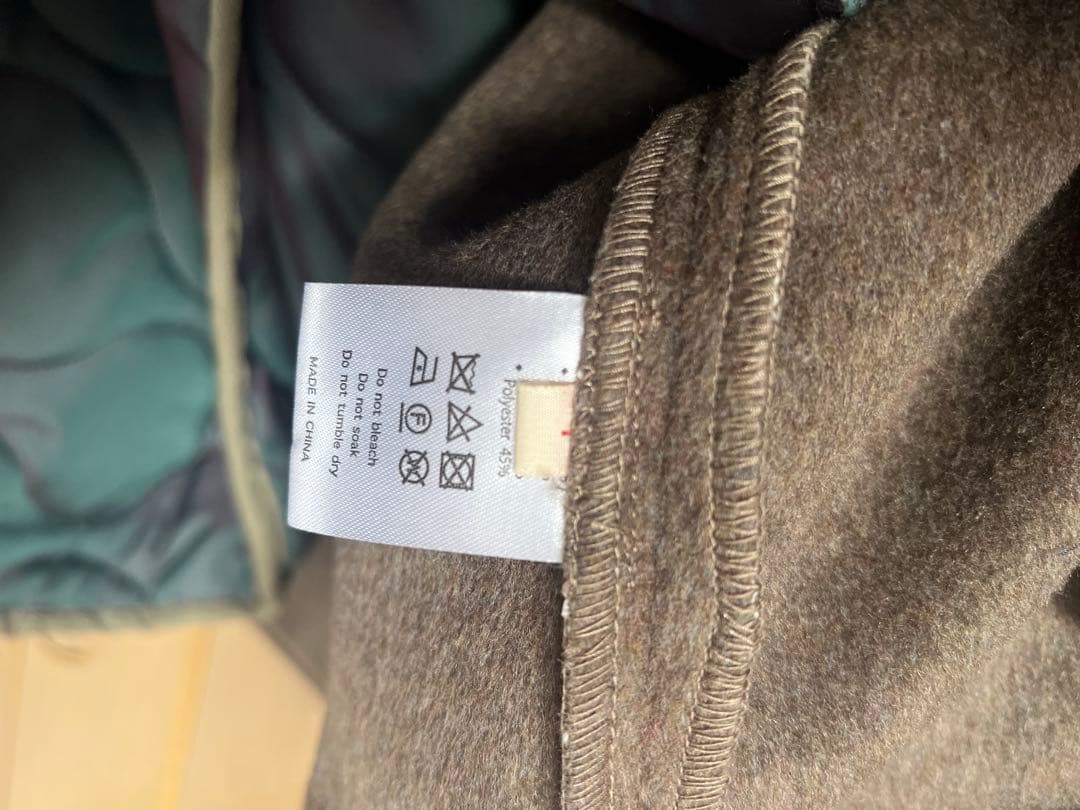 Polyester 45%
F
W
Do not bleach
Do not soak
Do not tumble dry
MADE IN CHINA